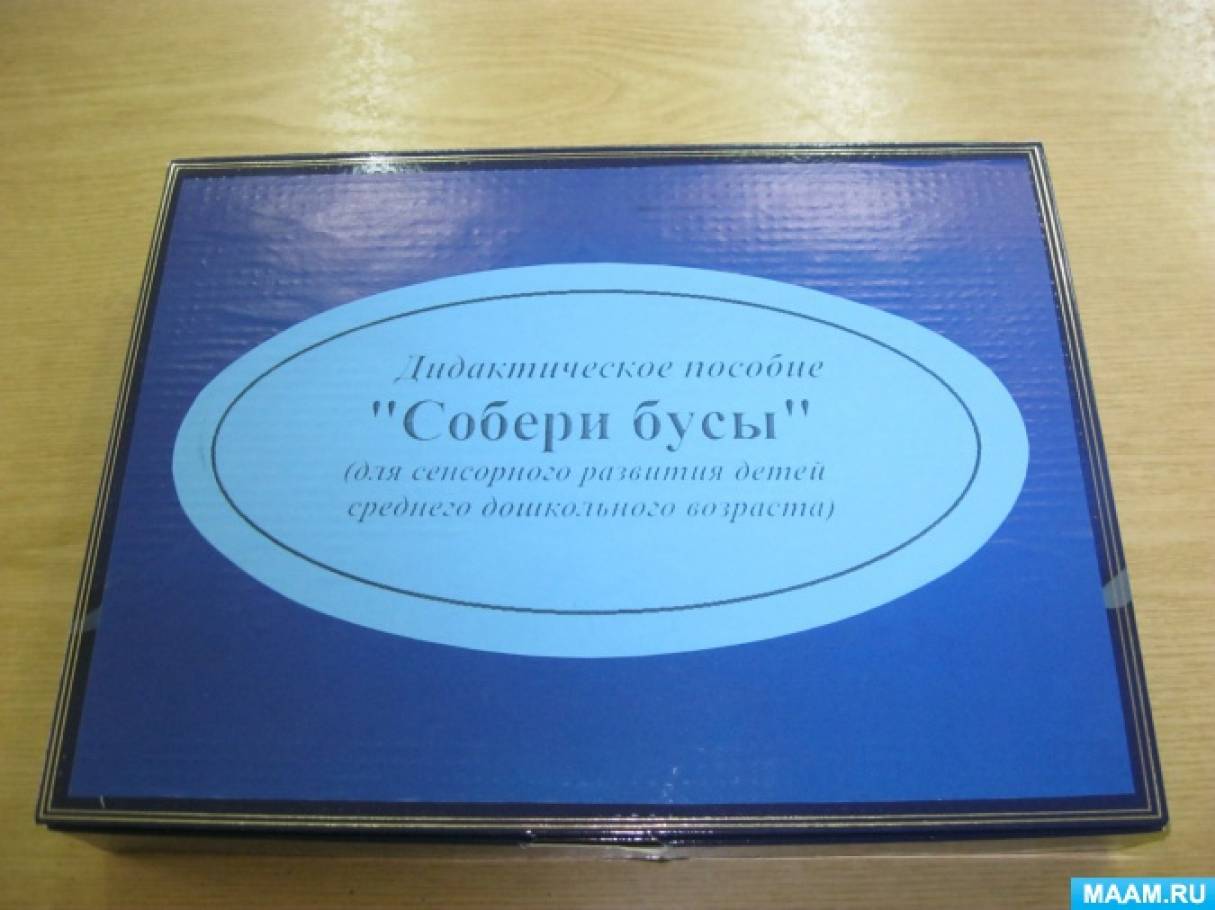 Дидактическое пособие
"Собери бусы"
(для сенсорного развития детей
среднего дошкольного возраста)
MAAM.RU